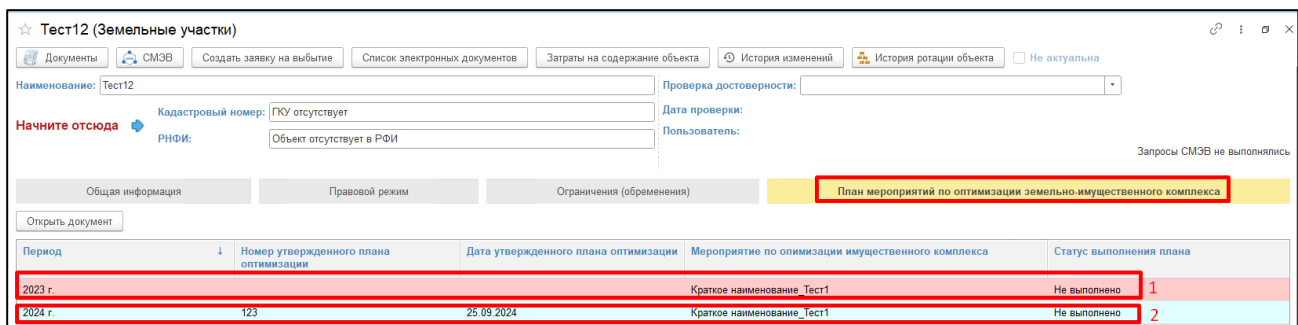 Тест12 (Земельные участки)
Документы СМЭВ Создать заявку на выбытие Список электронных документов Затраты на содержание объекта История изменений История ротации объекта Не актуальна
Наименование: Тест12 Проверка достоверности:
Начните отсюда Кадастровый номер: ГКУ отсутствует Дата проверки:
РНФИ: Объект отсутствует в РФИ Пользователь:
Запросы СМЭВ не выполнялись
Общая информация Правовой режим Ограничения (обременения) План мероприятий по оптимизации земельно-имущественного комплекса
Открыть документ
Период ↓ Номер утвержденного плана Дата утвержденного плана оптимизации Мероприятие по опимизации имущественного комплекса Статус выполнения плана
оптимизации
2023 г. Краткое наименование_Тест1 Не выполнено 1
2024 г. 123 25.09.2024 Краткое наименование_Тест1 Не выполнено 2